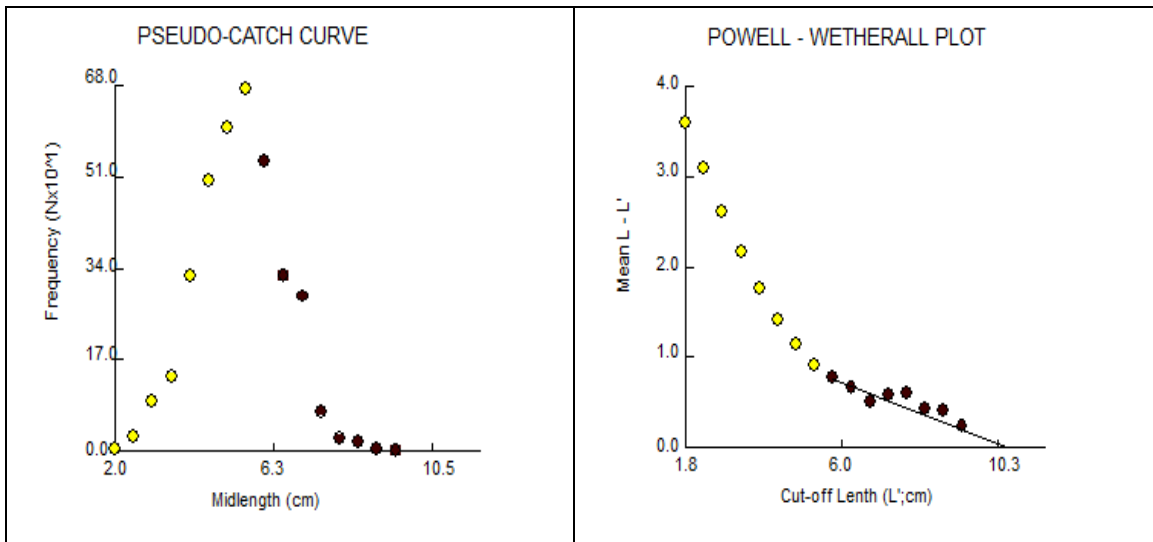 PSEUDO-CATCH CURVE
68.0
51.0
34.0
17.0
0.0
Frequency (Nx10^1)
2.0
6.3
10.5
Midlength (cm)
POWELL - WETHERALL PLOT
4.0
3.0
2.0
1.0
0.0
Mean L - L'
1.8
6.0
10.3
Cut-off Lenth (L';cm)